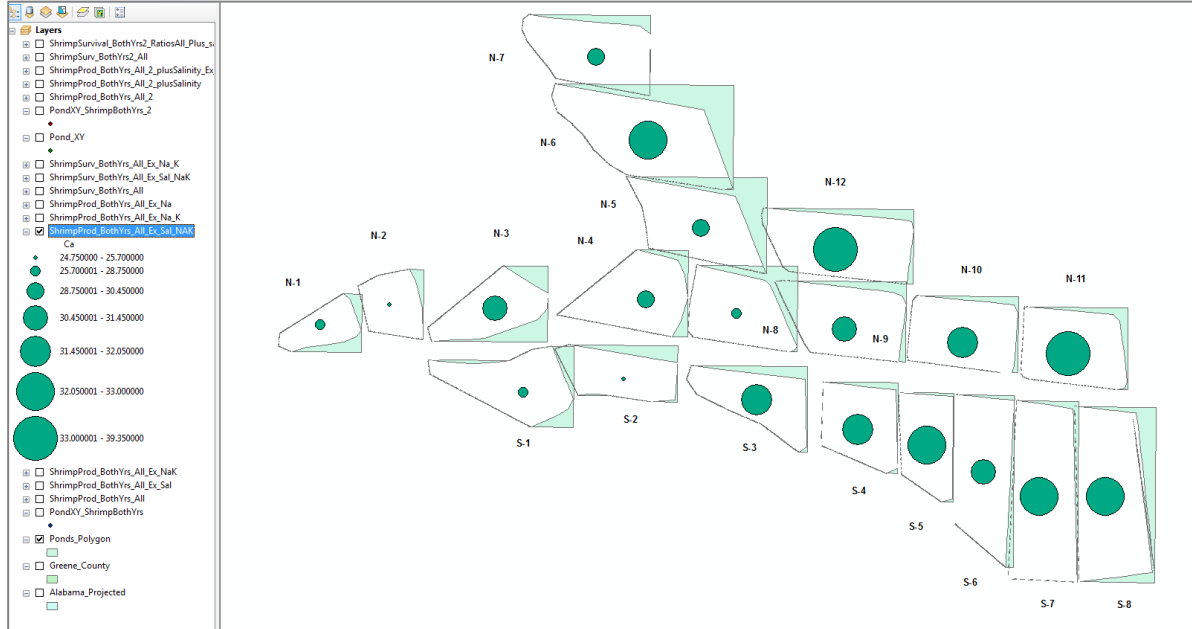 Layers
ShrimpSurvival_BothYrs2_RatiosAll_Plus_s
ShrimpSurv_BothYrs2_All
ShrimpProd_BothYrs_All_2_plusSalinity_Ex
ShrimpProd_BothYrs_All_2_plusSalinity
ShrimpProd_BothYrs_All_2
PondXY_ShrimpBothYrs_2
Pond_XY
ShrimpSurv_BothYrs_All_Ex_Na_K
ShrimpSurv_BothYrs_All_Ex_Sal_NaK
ShrimpSurv_BothYrs_All
ShrimpProd_BothYrs_All_Ex_Na
ShrimpProd_BothYrs_All_Ex_Na_K
ShrimpProd_BothYrs_All_Ex_Sal_NAK
Ca
24.750000 - 25.700000
25.700001 - 28.750000
28.750001 - 30.450000
30.450001 - 31.450000
31.450001 - 32.050000
32.050001 - 33.000000
33.000001 - 39.350000
ShrimpProd_BothYrs_All_Ex_NaK
ShrimpProd_BothYrs_All_Ex_Sal
ShrimpProd_BothYrs_All
PondXY_ShrimpBothYrs
Ponds_Polygon
Greene_County
Alabama_Projected
N-7
N-6
N-12
N-5
N-2
N-3
N-4
N-10
N-11
N-1
N-8
N-9
S-1
S-2
S-3
S-4
S-5
S-6
S-7
S-8